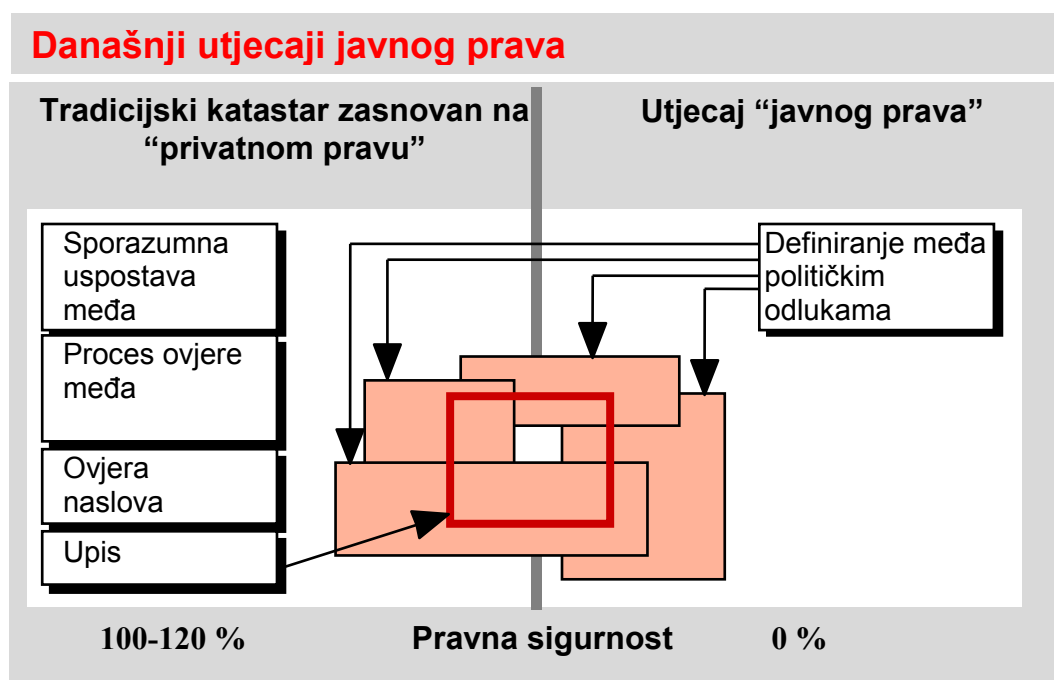 Današnji utjecaji javnog prava
Tradicijski katastar zasnovan na
“privatnom pravu”
Utjecaj “javnog prava”
Sporazumna
uspostava
međa
Proces ovjere
međa
Ovjera
naslova
Upis
Definiranje međa
političkim
odlukama
100-120 %
Pravna sigurnost
0 %